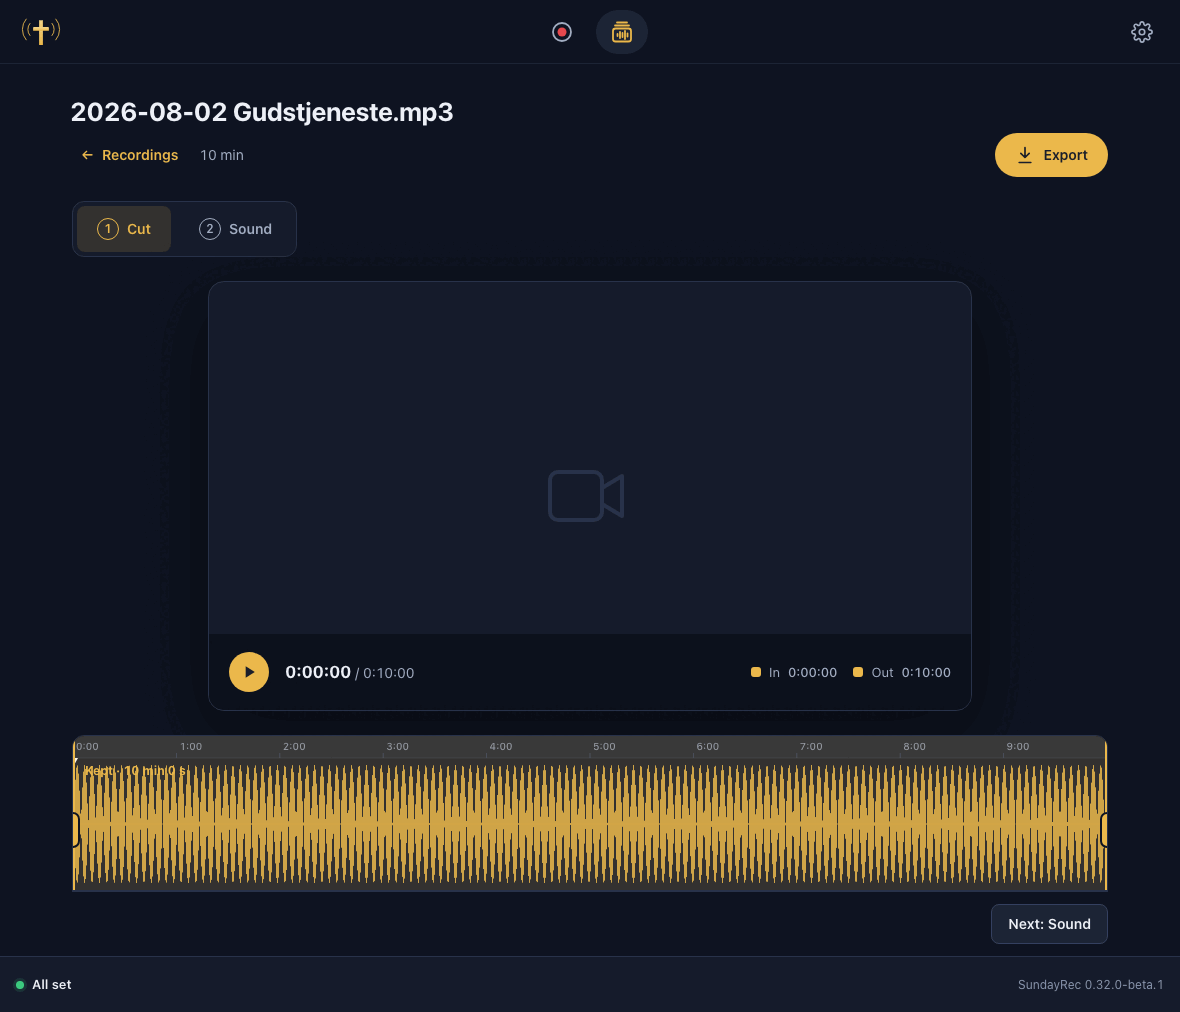 2026-08-02 Gudstjeneste.mp3
← Recordings 10 min
Export
1 Cut 2 Sound
0:00:00 / 0:10:00 In 0:00:00 Out 0:10:00
0:00 1:00 2:00 3:00 4:00 5:00 6:00 7:00 8:00 9:00
Kept · 10 min 0 s
Next: Sound
All set SundayRec 0.32.0-beta.1